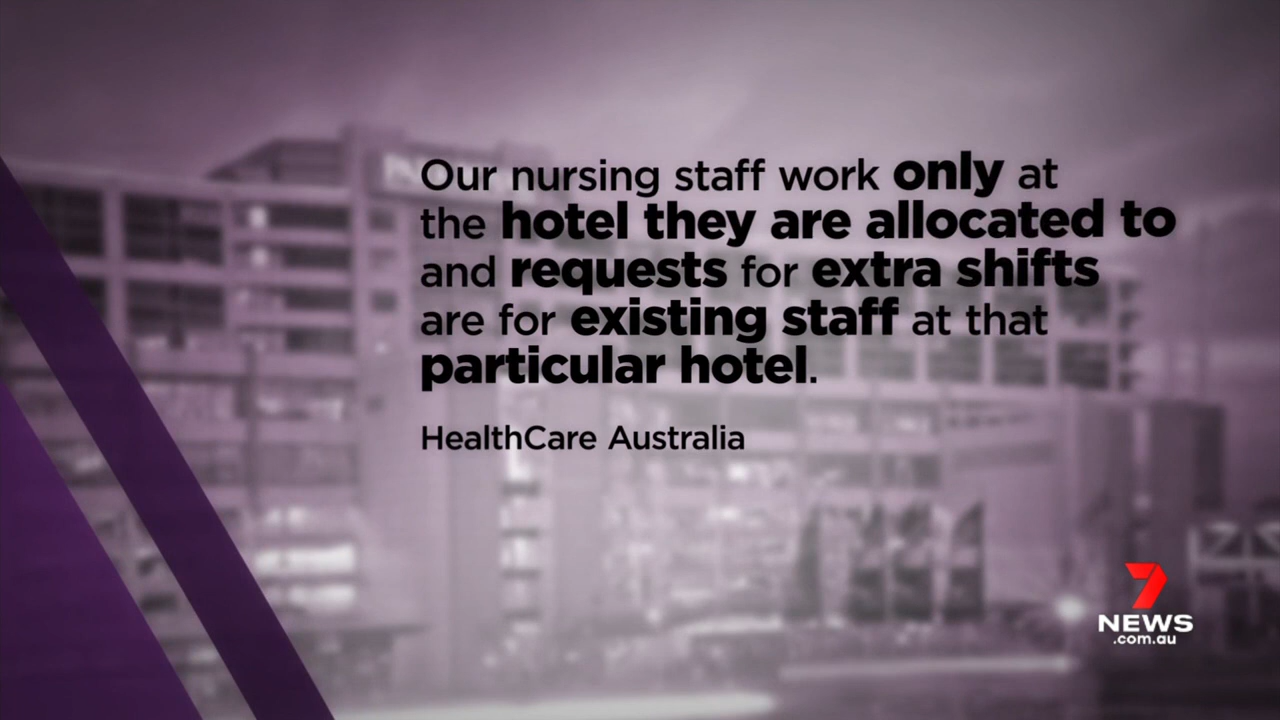 Our nursing staff work only at
the hotel they are allocated to
and requests for extra shifts
are for existing staff at that
particular hotel.
HealthCare Australia
7
NEWS
.com.au